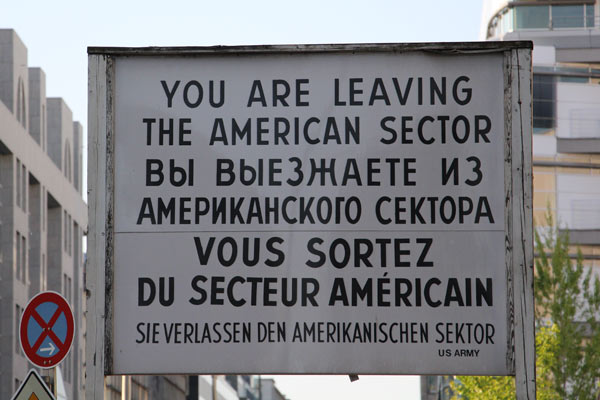 YOU ARE LEAVING
THE AMERICAN SECTOR
ВЫ ВЫЕЗЖАЕТЕ ИЗ
АМЕРИКАНСКОГО СЕКТОРА
VOUS SORTEZ
DU SECTEUR AMÉRICAIN
SIE VERLASSEN DEN AMERIKANISCHEN SEKTOR
US ARMY